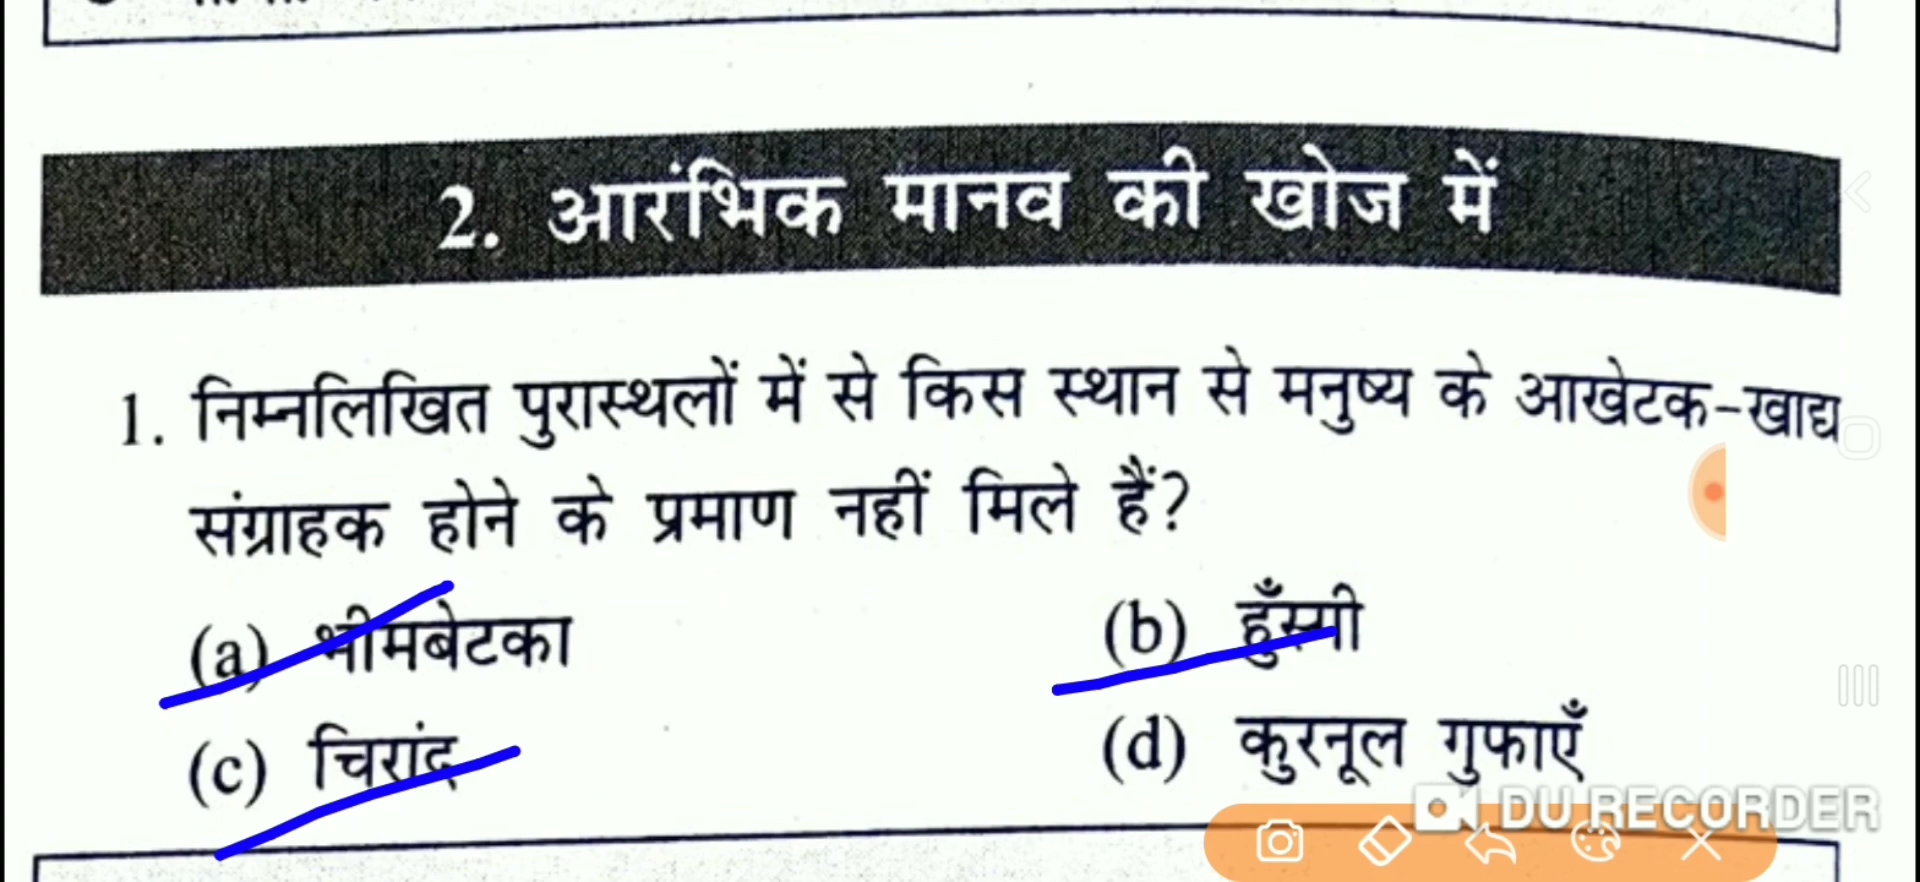 2. आरंभिक मानव की खोज में
1. निम्नलिखित पुरास्थलों में से किस स्थान से मनुष्य के आखेटक-खाद्य
संग्राहक होने के प्रमाण नहीं मिले हैं?
(a) भीमबेटका (b) हुँस्गी
(c) चिरांद (d) कुरनूल गुफाएँ
DU RECORDER